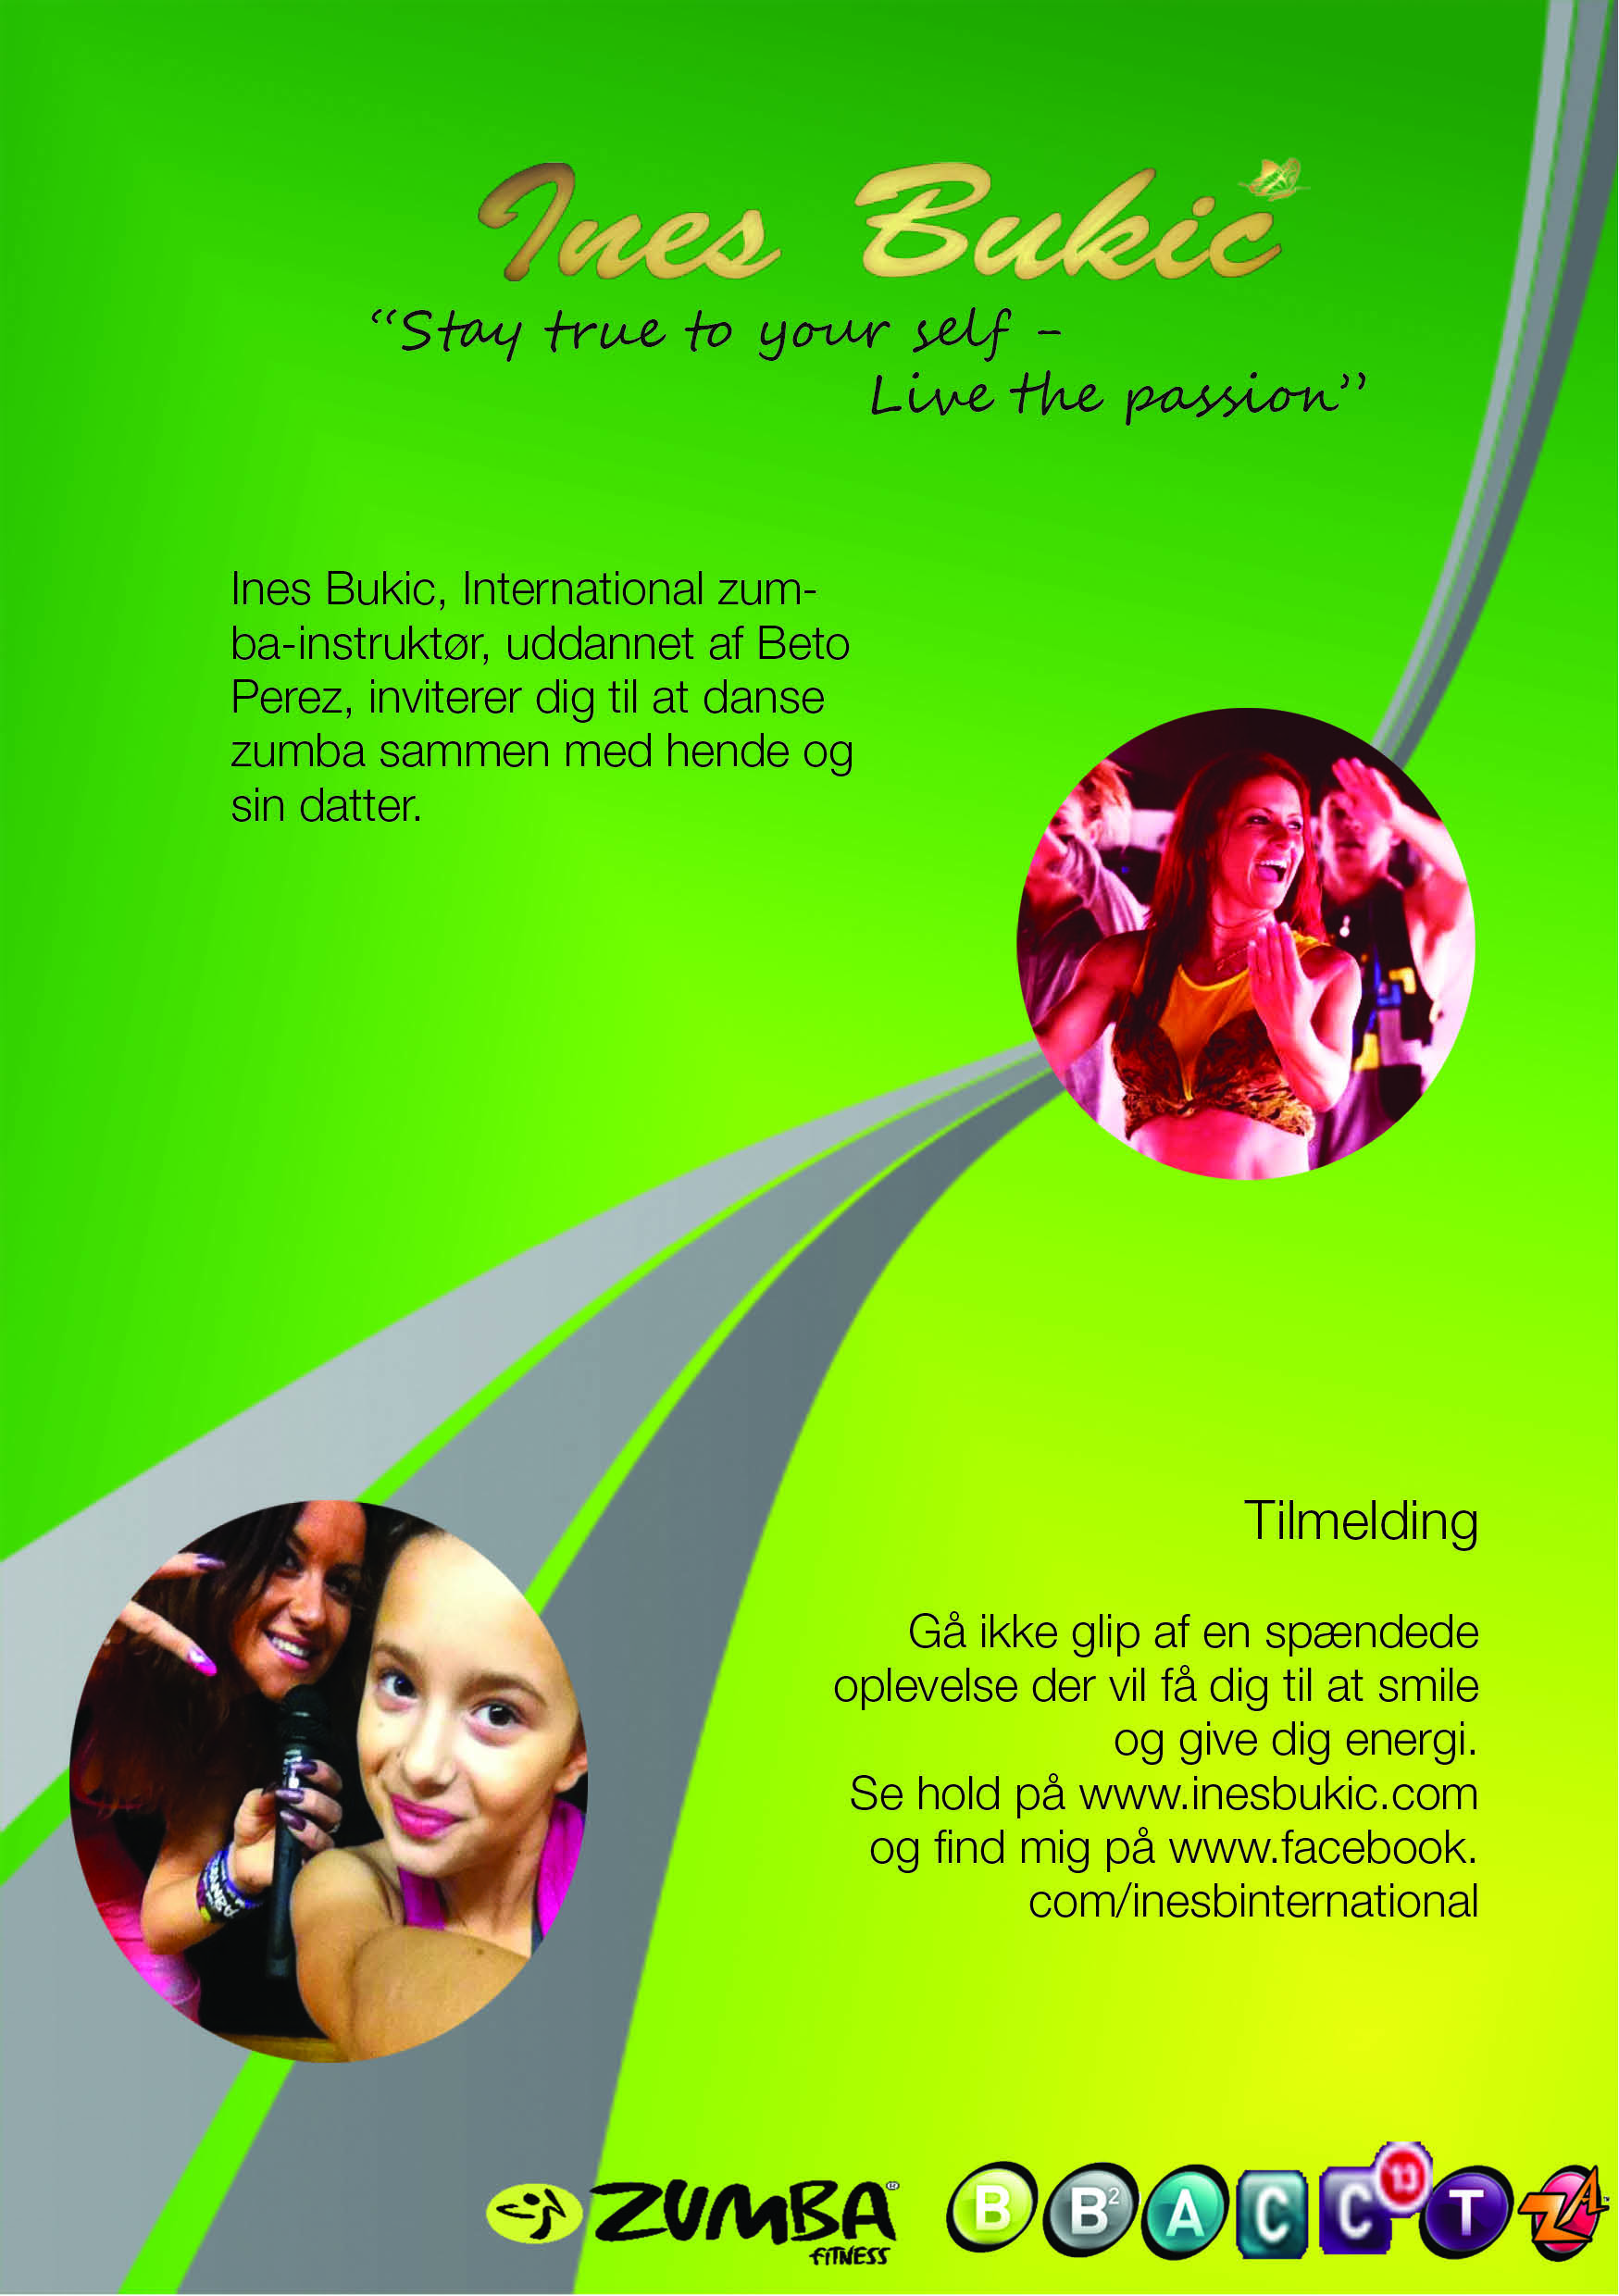 Ines Bukic
“Stay true to your self -
Live the passion”
Ines Bukic, International zum-
ba-instruktør, uddannet af Beto
Perez, inviterer dig til at danse
zumba sammen med hende og
sin datter.
Tilmelding
Gå ikke glip af en spændede
oplevelse der vil få dig til at smile
og give dig energi.
Se hold på www.inesbukic.com
og find mig på www.facebook.
com/inesbinternational
ZUMBA®
FITNESS
B B2 A C C 13 T ZA